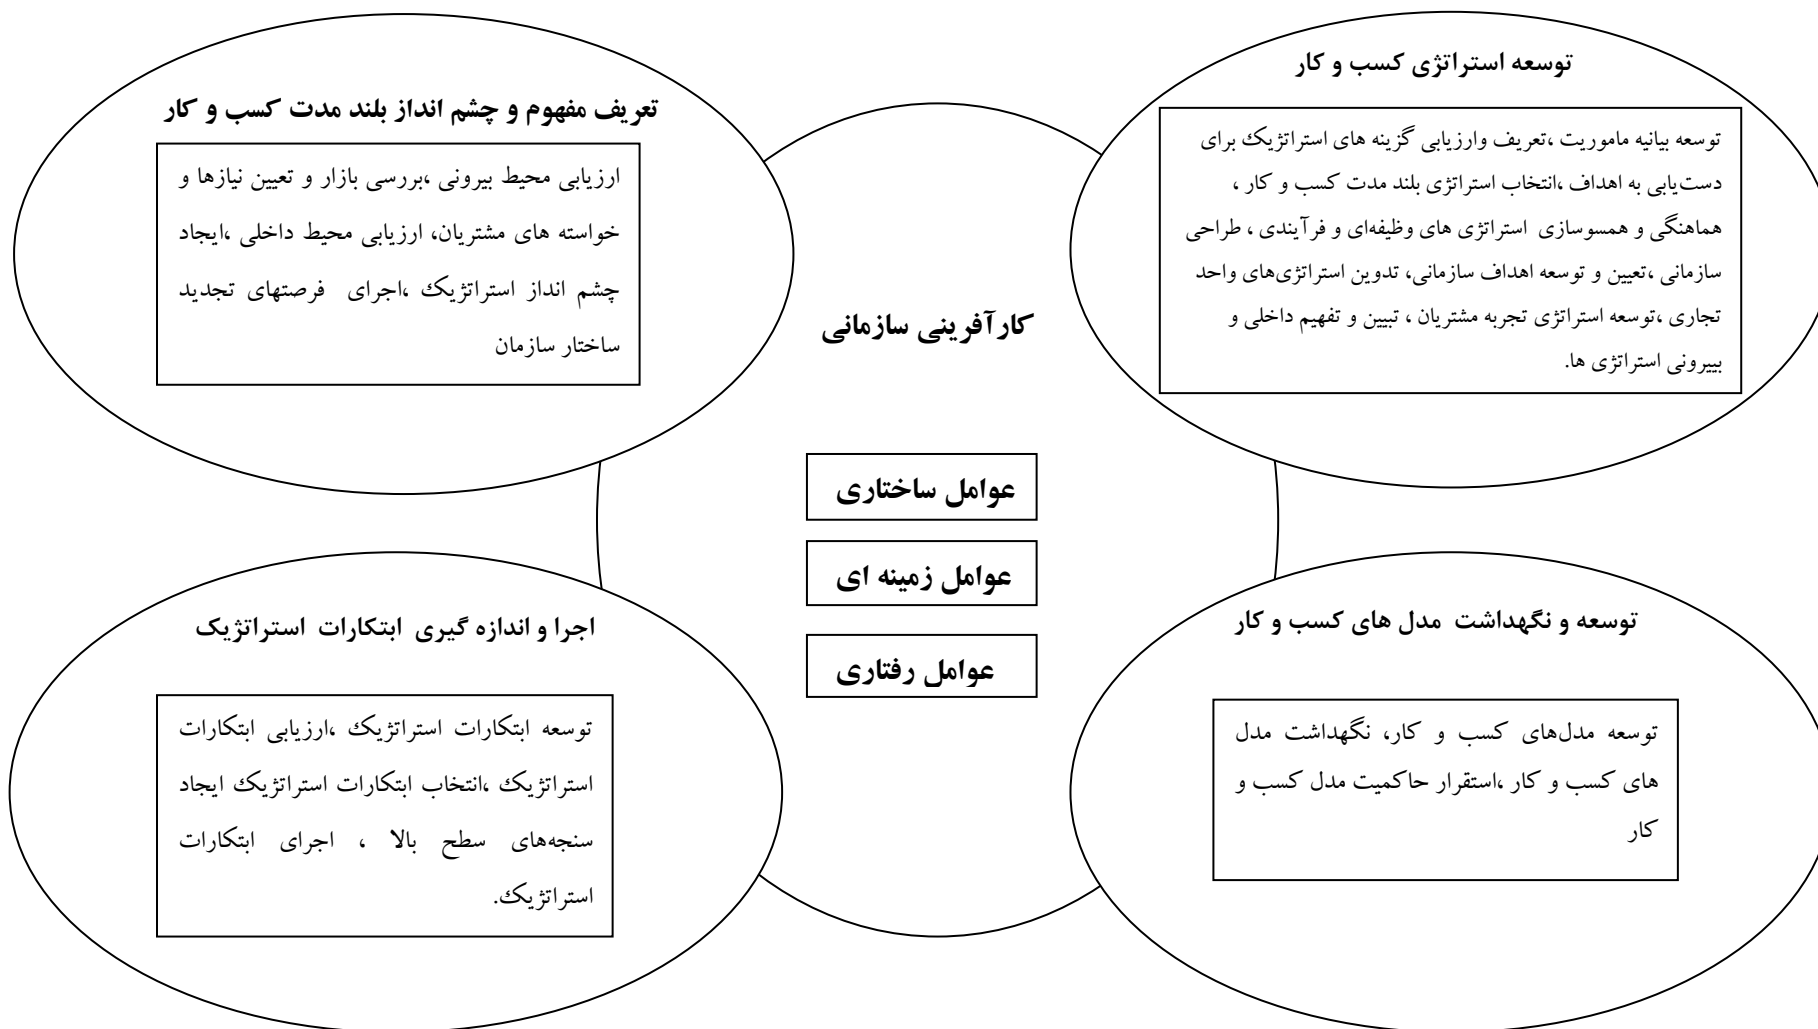 توسعه استراتژی کسب و کار
توسعه بیانیه ماموریت ،تعریف وارزیابی گزینه های استراتژیک برای
دست‌یابی به اهداف ،انتخاب استراتژی بلند مدت کسب و کار ،
هماهنگی و همسوسازی استراتژی های وظیفه‌ای و فرآیندی ، طراحی
سازمانی ،تعیین و توسعه اهداف سازمانی، تدوین استراتژی‌های واحد
تجاری ،توسعه استراتژی تجربه مشتریان ، تبیین و تفهیم داخلی و
بییرونی استراتژی ها.
تعریف مفهوم و چشم انداز بلند مدت کسب و کار
ارزیابی محیط بیرونی ،بررسی بازار و تعیین نیازها و
خواسته های مشتریان، ارزیابی محیط داخلی ،ایجاد
چشم انداز استراتژیک ،اجرای فرصتهای تجدید
ساختار سازمان
کارآفرینی سازمانی
عوامل ساختاری
عوامل زمینه ای
عوامل رفتاری
توسعه و نگهداشت مدل های کسب و کار
توسعه مدل‌های کسب و کار، نگهداشت مدل
های کسب و کار ،استقرار حاکمیت مدل کسب و
کار
اجرا و اندازه گیری ابتکارات استراتژیک
توسعه ابتکارات استراتژیک ،ارزیابی ابتکارات
استراتژیک ،انتخاب ابتکارات استراتژیک ایجاد
سنجه‌های سطح بالا ، اجرای ابتکارات
استراتژیک.